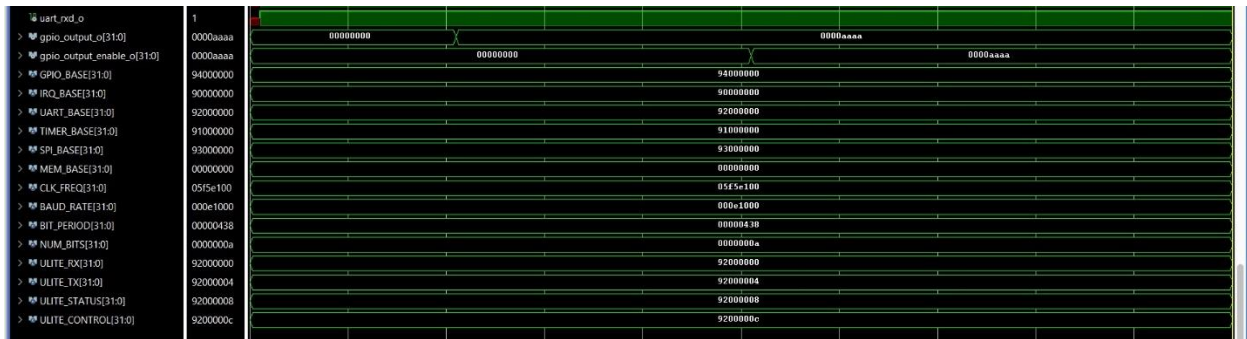 uart_rxd_o 1
gpio_output_o[31:0] 0000aaaa 00000000 0000aaaa
gpio_output_enable_o[31:0] 0000aaaa 00000000 0000aaaa
GPIO_BASE[31:0] 94000000 94000000
IRQ_BASE[31:0] 90000000 90000000
UART_BASE[31:0] 92000000 92000000
TIMER_BASE[31:0] 91000000 91000000
SPI_BASE[31:0] 93000000 93000000
MEM_BASE[31:0] 00000000 00000000
CLK_FREQ[31:0] 05f5e100 05f5e100
BAUD_RATE[31:0] 000e1000 000e1000
BIT_PERIOD[31:0] 00000438 00000438
NUM_BITS[31:0] 0000000a 0000000a
ULITE_RX[31:0] 92000000 92000000
ULITE_TX[31:0] 92000004 92000004
ULITE_STATUS[31:0] 92000008 92000008
ULITE_CONTROL[31:0] 9200000c 9200000c